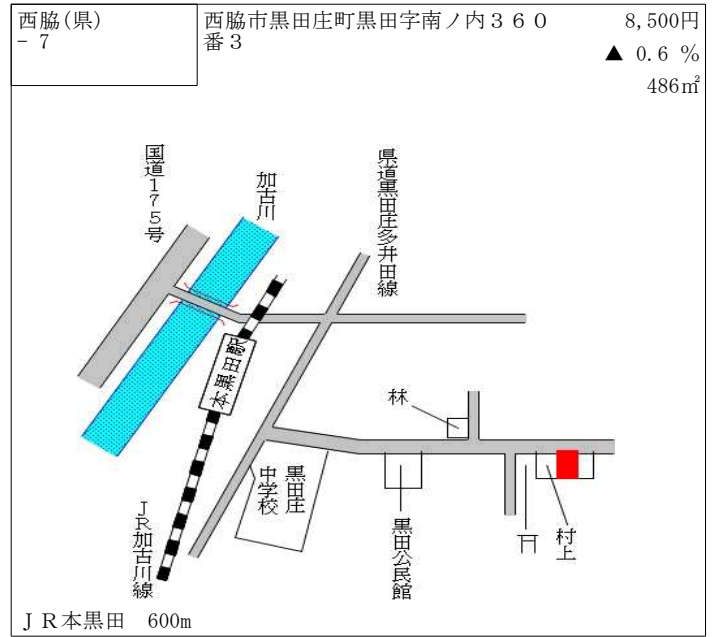 西脇(県)
- 7
西脇市黒田庄町黒田字南ノ内３６０
番３
8,500円
▲ 0.6 %
486㎡
国道１７５号
加古川
県道黒田庄多井田線
本黒田駅
林
黒田庄
中学校
黒田公民館
村上
ＪＲ加古川線
ＪＲ本黒田 600m